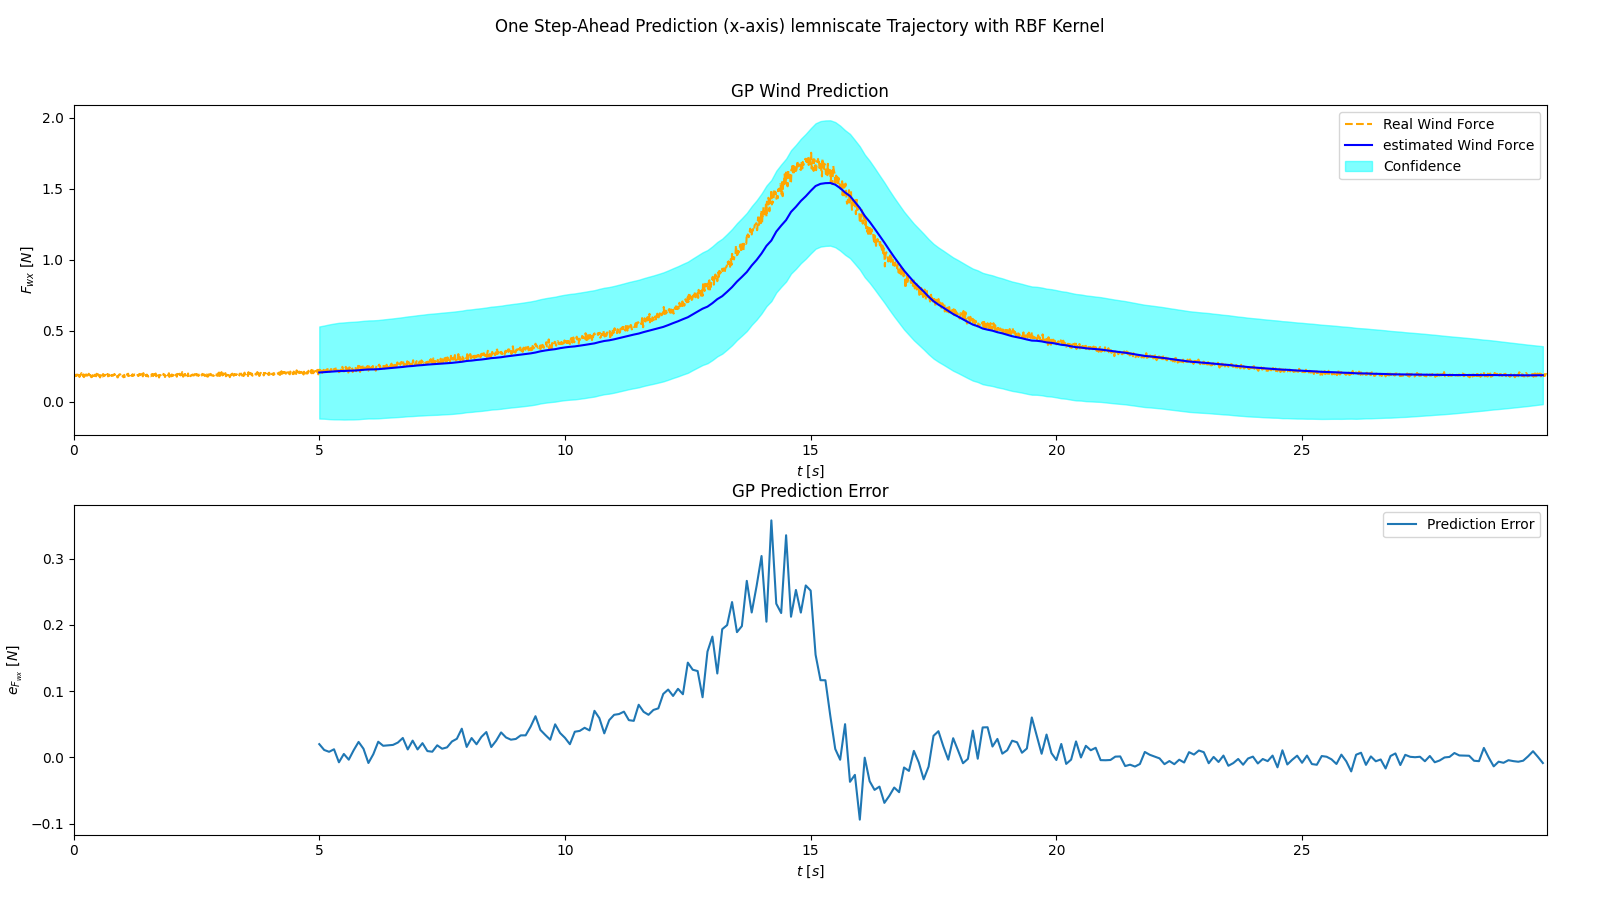 One Step-Ahead Prediction (x-axis) lemniscate Trajectory with RBF Kernel
GP Wind Prediction
2.0
1.5
1.0
0.5
0.0
F_wx [N]
Real Wind Force
estimated Wind Force
Confidence
0 5 10 15 20 25
t [s]
GP Prediction Error
0.3
0.2
0.1
0.0
−0.1
e_F_wx [N]
Prediction Error
0 5 10 15 20 25
t [s]